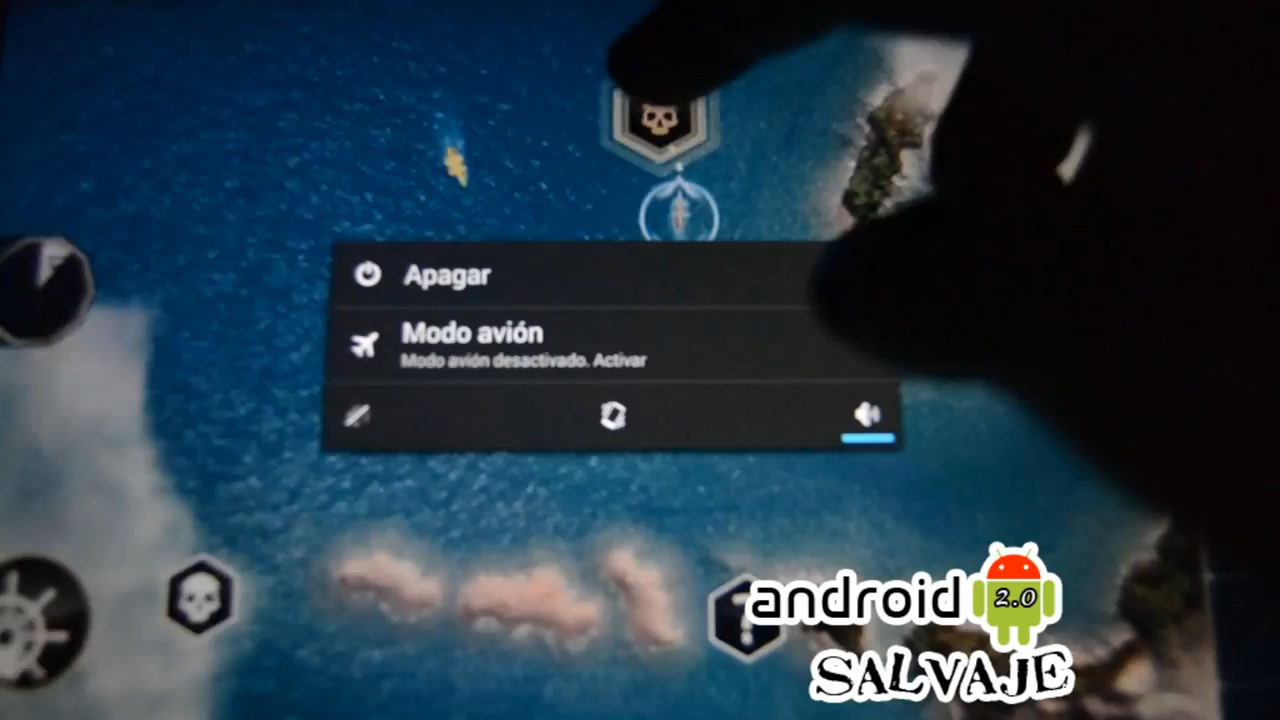 Apagar
Modo avión
Modo avión desactivado. Activar
android 2.0
SALVAJE